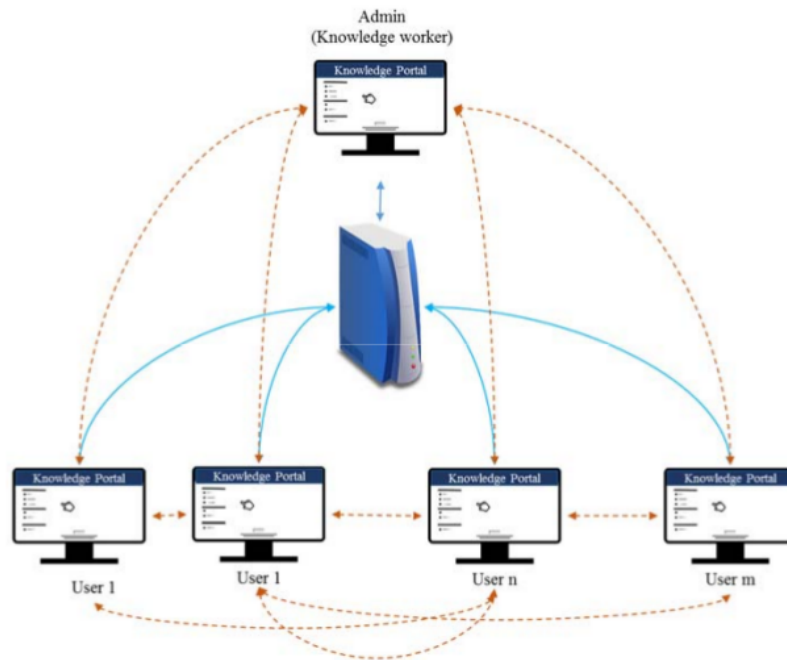 Admin
(Knowledge worker)
Knowledge Portal
Knowledge Portal
Knowledge Portal
Knowledge Portal
Knowledge Portal
User 1
User 1
User n
User m